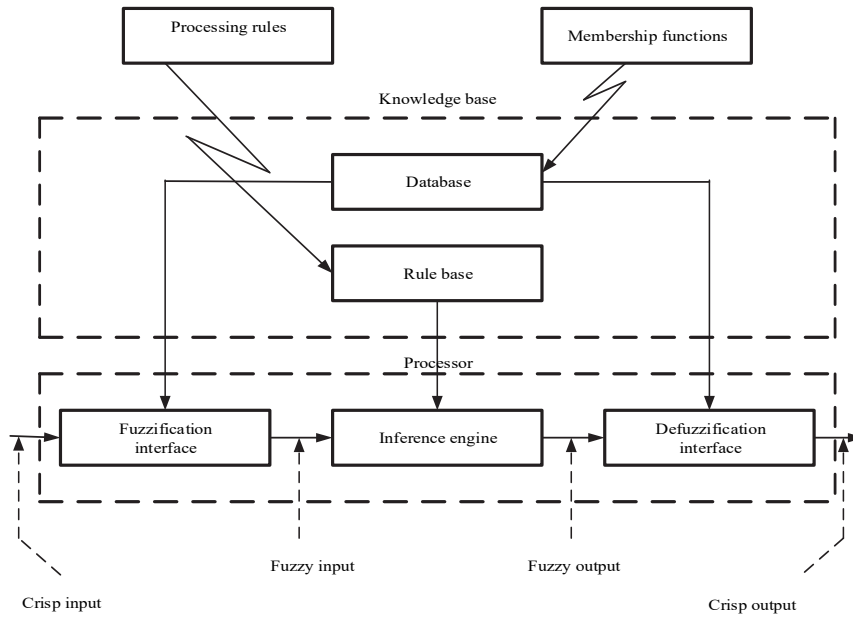 Processing rules
Membership functions
Knowledge base
Database
Rule base
Processor
Fuzzification
interface
Inference engine
Defuzzification
interface
Fuzzy input
Fuzzy output
Crisp input
Crisp output